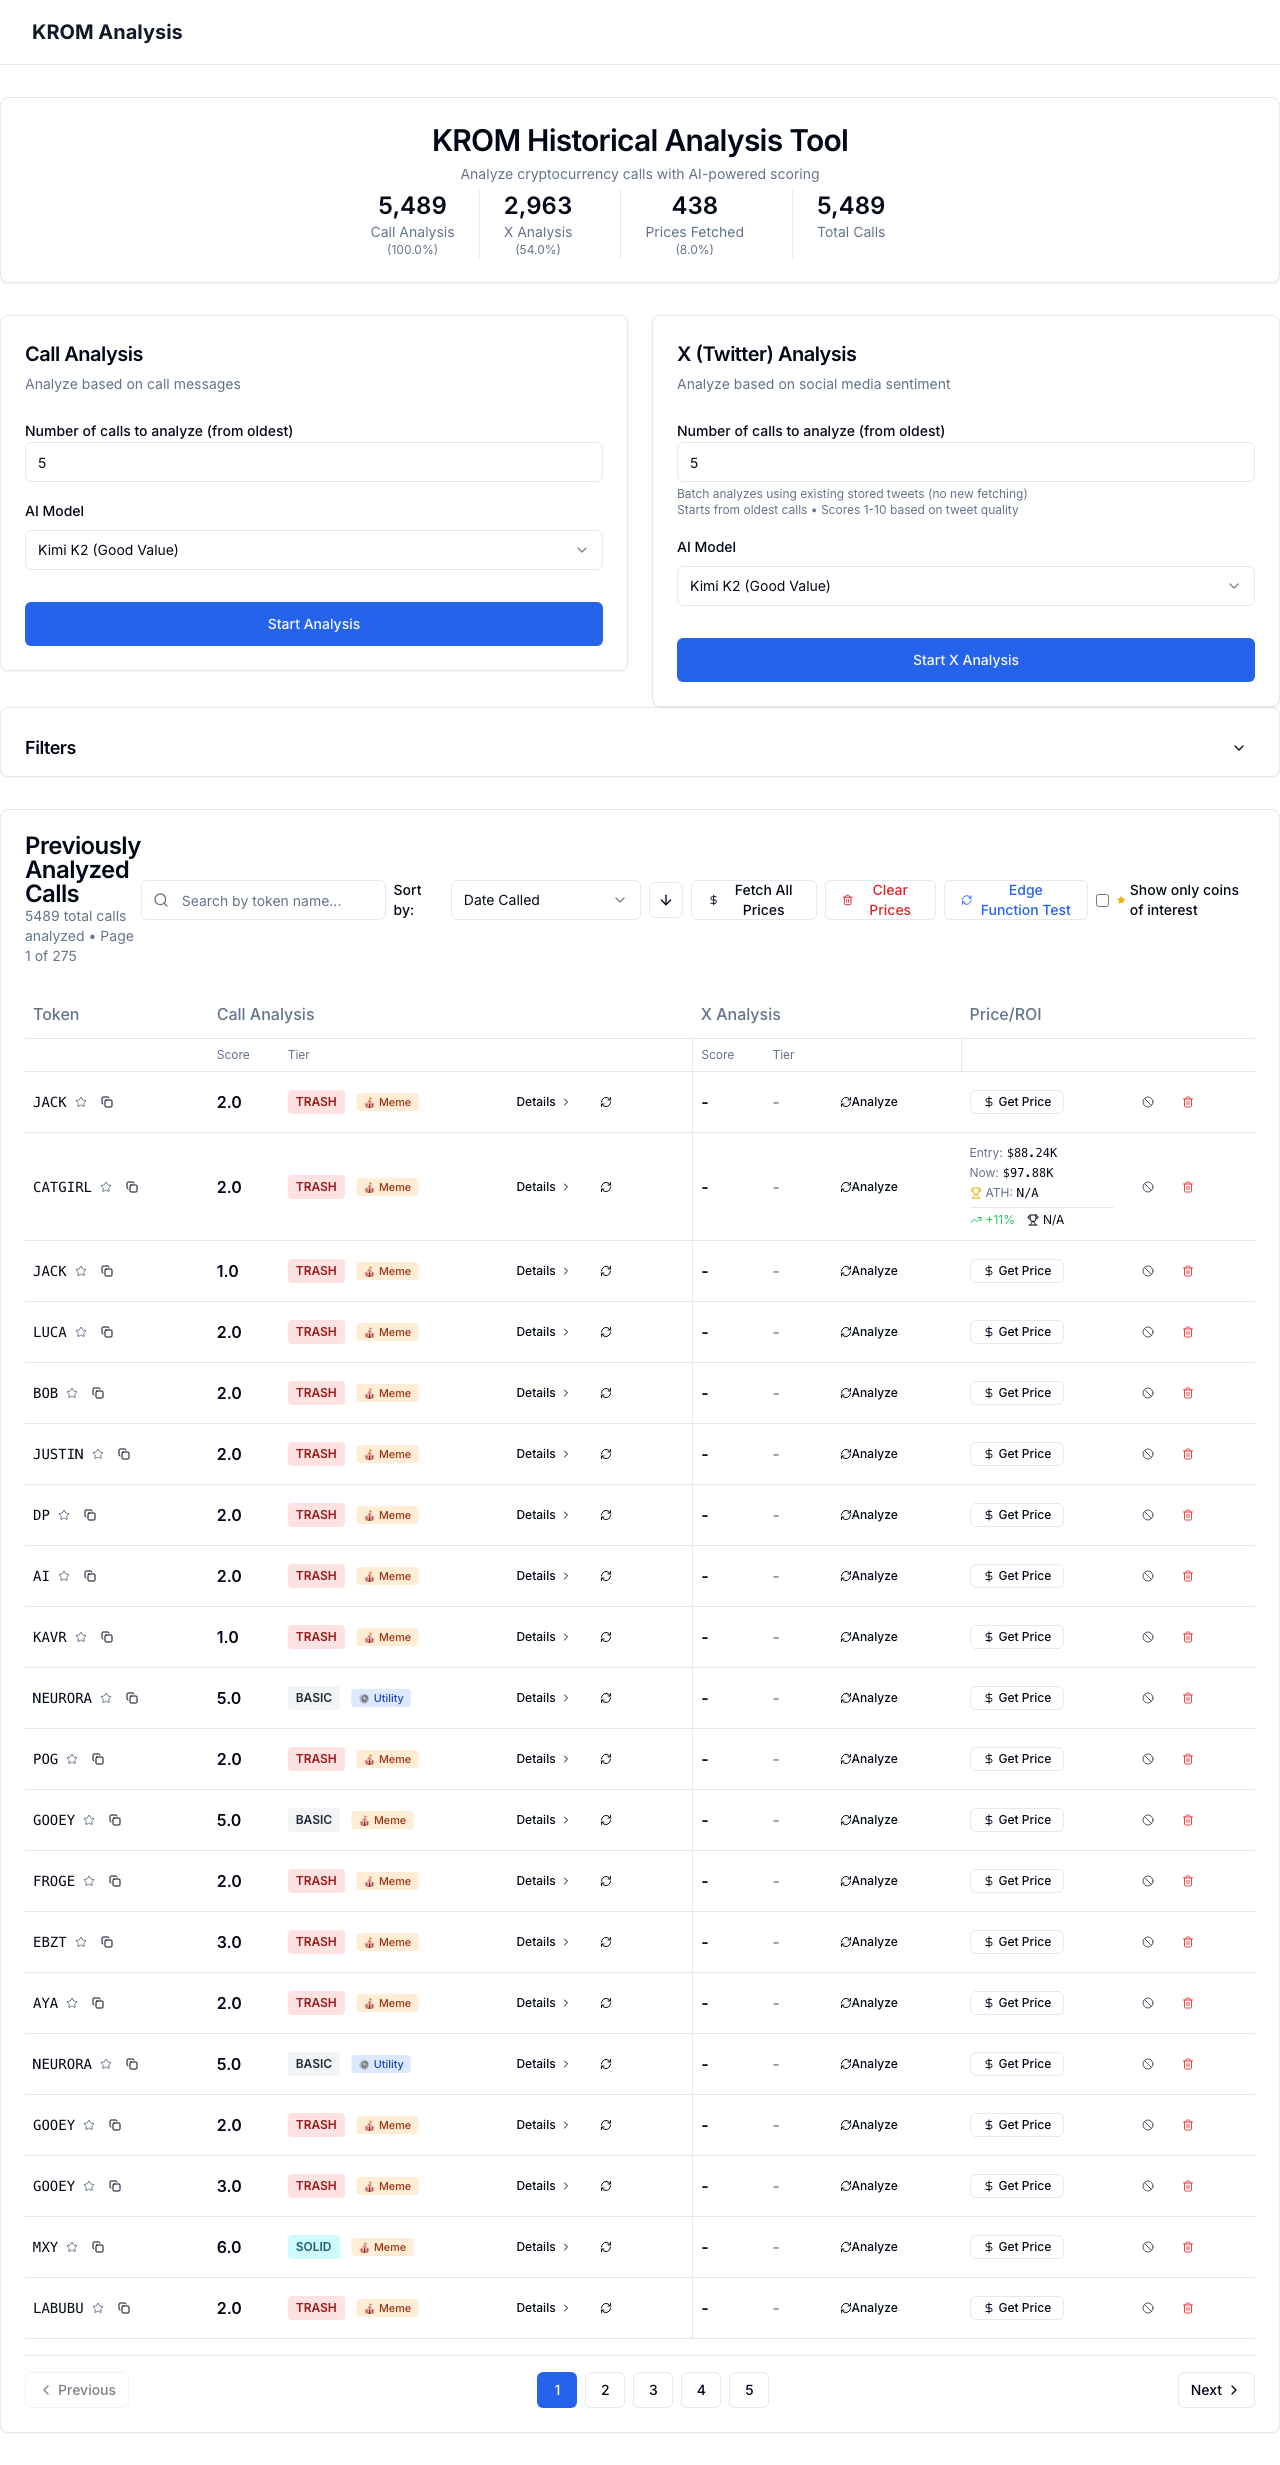 KROM Analysis
KROM Historical Analysis Tool
Analyze cryptocurrency calls with AI-powered scoring
5,489 2,963 438 5,489
Call Analysis X Analysis Prices Fetched Total Calls
(100.0%) (54.0%) (8.0%)
Call Analysis
Analyze based on call messages
Number of calls to analyze (from oldest)
5
AI Model
Kimi K2 (Good Value)
Start Analysis
X (Twitter) Analysis
Analyze based on social media sentiment
Number of calls to analyze (from oldest)
5
Batch analyzes using existing stored tweets (no new fetching)
Starts from oldest calls • Scores 1-10 based on tweet quality
AI Model
Kimi K2 (Good Value)
Start X Analysis
Filters
Previously
Analyzed
Calls
5489 total calls
analyzed • Page
1 of 275
Search by token name...
Sort
by:
Date Called
Fetch All
Prices
Clear
Prices
Edge
Function Test
Show only coins
of interest
Token Call Analysis X Analysis Price/ROI
Score Tier Score Tier
JACK 2.0 TRASH Meme Details - - Analyze Get Price
CATGIRL 2.0 TRASH Meme Details - - Analyze
Entry: $88.24K
Now: $97.88K
ATH: N/A
+11% N/A
JACK 1.0 TRASH Meme Details - - Analyze Get Price
LUCA 2.0 TRASH Meme Details - - Analyze Get Price
BOB 2.0 TRASH Meme Details - - Analyze Get Price
JUSTIN 2.0 TRASH Meme Details - - Analyze Get Price
DP 2.0 TRASH Meme Details - - Analyze Get Price
AI 2.0 TRASH Meme Details - - Analyze Get Price
KAVR 1.0 TRASH Meme Details - - Analyze Get Price
NEURORA 5.0 BASIC Utility Details - - Analyze Get Price
POG 2.0 TRASH Meme Details - - Analyze Get Price
GOOEY 5.0 BASIC Meme Details - - Analyze Get Price
FROGE 2.0 TRASH Meme Details - - Analyze Get Price
EBZT 3.0 TRASH Meme Details - - Analyze Get Price
AYA 2.0 TRASH Meme Details - - Analyze Get Price
NEURORA 5.0 BASIC Utility Details - - Analyze Get Price
GOOEY 2.0 TRASH Meme Details - - Analyze Get Price
GOOEY 3.0 TRASH Meme Details - - Analyze Get Price
MXY 6.0 SOLID Meme Details - - Analyze Get Price
LABUBU 2.0 TRASH Meme Details - - Analyze Get Price
Previous 1 2 3 4 5 Next